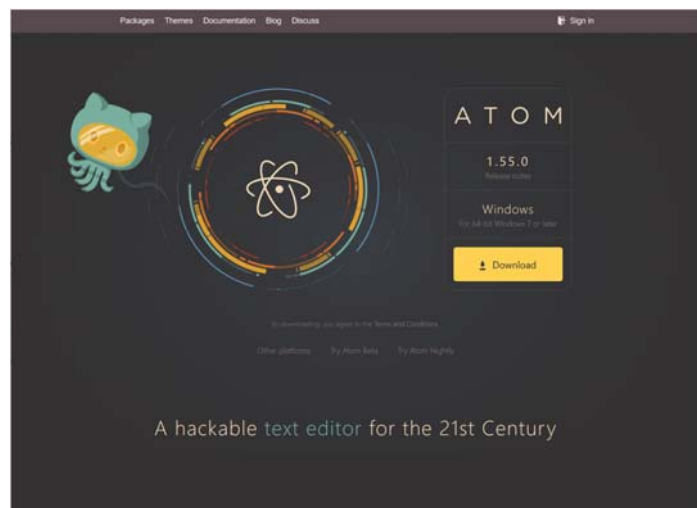 Packages Themes Documentation Blog Discuss Sign in
ATOM
1.55.0
Release notes
Windows
For 64-bit Windows 7 or later
Download
By downloading, you agree to the Terms and Conditions.
Other platforms Try Atom Beta Try Atom Nightly
A hackable text editor for the 21st Century